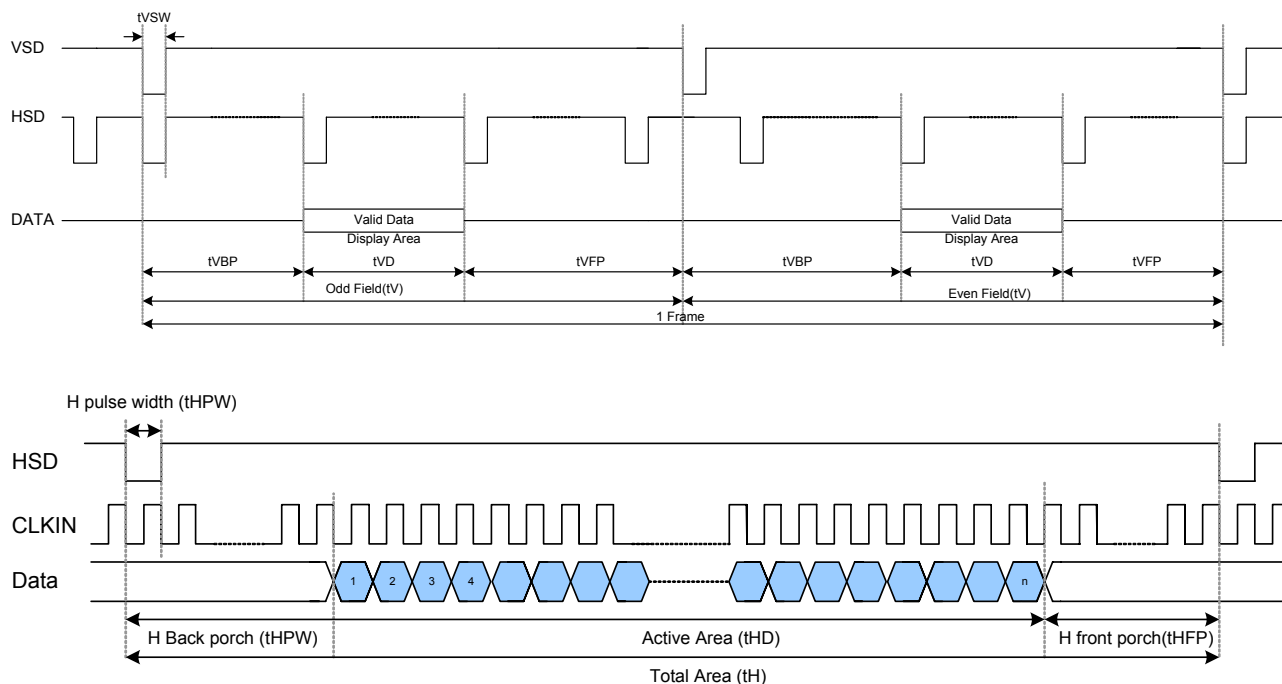 tVSW
VSD
HSD
DATA
Valid Data
Valid Data
Display Area
Display Area
tVBP
tVD
tVFP
tVBP
tVD
tVFP
Odd Field(tV)
Even Field(tV)
1 Frame
H pulse width (tHPW)
HSD
CLKIN
Data
1
2
3
4
n
H Back porch (tHPW)
Active Area (tHD)
H front porch(tHFP)
Total Area (tH)